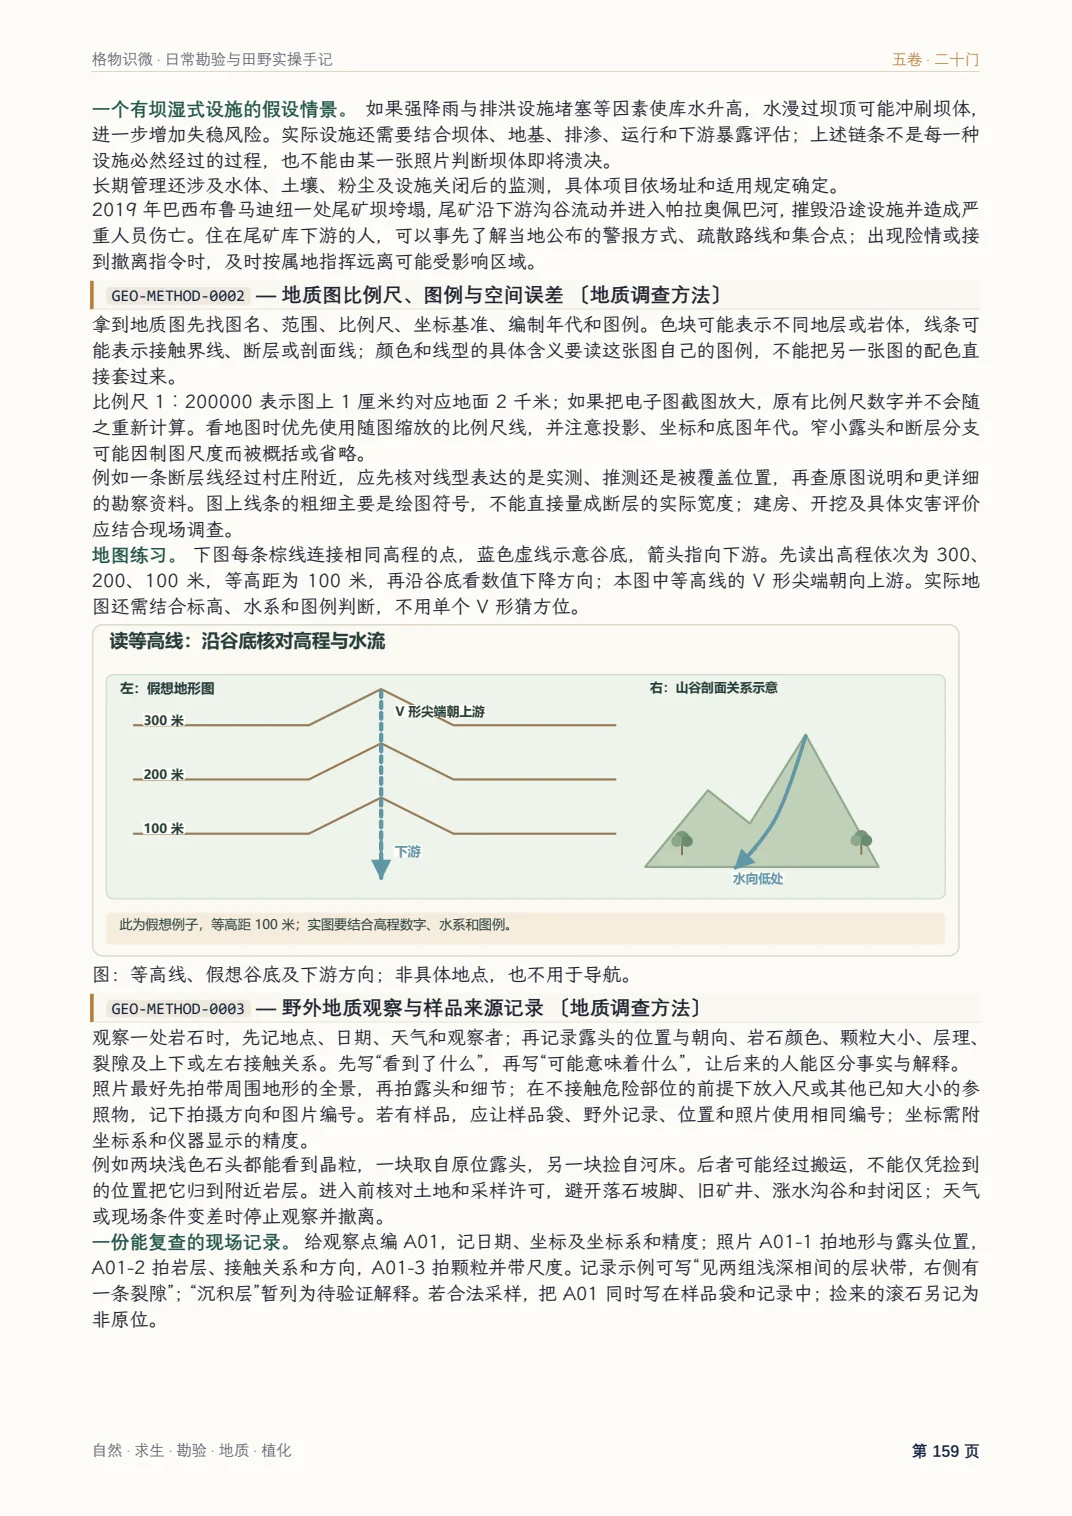 格物识微 · 日常勘验与田野实操手记
五卷 · 二十门
一个有坝湿式设施的假设情景。 如果强降雨与排洪设施堵塞等因素使库水升高，水漫过坝顶可能冲刷坝体，
进一步增加失稳风险。实际设施还需要结合坝体、地基、排渗、运行和下游暴露评估；上述链条不是每一种
设施必然经过的过程，也不能由某一张照片判断坝体即将溃决。
长期管理还涉及水体、土壤、粉尘及设施关闭后的监测，具体项目依场址和适用规定确定。
2019 年巴西布鲁马迪纽一处尾矿坝垮塌，尾矿沿下游沟谷流动并进入帕拉奥佩巴河，摧毁沿途设施并造成严
重人员伤亡。住在尾矿库下游的人，可以事先了解当地公布的警报方式、疏散路线和集合点；出现险情或接
到撤离指令时，及时按属地指挥远离可能受影响区域。
GEO-METHOD-0002 — 地质图比例尺、图例与空间误差 〔地质调查方法〕
拿到地质图先找图名、范围、比例尺、坐标基准、编制年代和图例。色块可能表示不同地层或岩体，线条可
能表示接触界线、断层或剖面线；颜色和线型的具体含义要读这张图自己的图例，不能把另一张图的配色直
接套过来。
比例尺 1：200000 表示图上 1 厘米约对应地面 2 千米；如果把电子图截图放大，原有比例尺数字并不会随
之重新计算。看地图时优先使用随图缩放的比例尺线，并注意投影、坐标和底图年代。窄小露头和断层分支
可能因制图尺度而被概括或省略。
例如一条断层线经过村庄附近，应先核对线型表达的是实测、推测还是被覆盖位置，再查原图说明和更详细
的勘察资料。图上线条的粗细主要是绘图符号，不能直接量成断层的实际宽度；建房、开挖及具体灾害评价
应结合现场调查。
地图练习。 下图每条棕线连接相同高程的点，蓝色虚线示意谷底，箭头指向下游。先读出高程依次为 300、
200、100 米，等高距为 100 米，再沿谷底看数值下降方向；本图中等高线的 V 形尖端朝向上游。实际地
图还需结合标高、水系和图例判断，不用单个 V 形猜方位。
读等高线：沿谷底核对高程与水流
左：假想地形图
右：山谷剖面关系示意
300 米
V 形尖端朝上游
200 米
100 米
下游
水向低处
此为假想例子，等高距 100 米；实图要结合高程数字、水系和图例。
图：等高线、假想谷底及下游方向；非具体地点，也不用于导航。
GEO-METHOD-0003 — 野外地质观察与样品来源记录 〔地质调查方法〕
观察一处岩石时，先记地点、日期、天气和观察者；再记录露头的位置与朝向、岩石颜色、颗粒大小、层理、
裂隙及上下或左右接触关系。先写“看到了什么”，再写“可能意味着什么”，让后来的人能区分事实与解释。
照片最好先拍带周围地形的全景，再拍露头和细节；在不接触危险部位的前提下放入尺或其他已知大小的参
照物，记下拍摄方向和图片编号。若有样品，应让样品袋、野外记录、位置和照片使用相同编号；坐标需附
坐标系和仪器显示的精度。
例如两块浅色石头都能看到晶粒，一块取自原位露头，另一块捡自河床。后者可能经过搬运，不能仅凭捡到
的位置把它归到附近岩层。进入前核对土地和采样许可，避开落石坡脚、旧矿井、涨水沟谷和封闭区；天气
或现场条件变差时停止观察并撤离。
一份能复查的现场记录。 给观察点编 A01，记日期、坐标及坐标系和精度；照片 A01-1 拍地形与露头位置，
A01-2 拍岩层、接触关系和方向，A01-3 拍颗粒并带尺度。记录示例可写“见两组浅深相间的层状带，右侧有
一条裂隙”；“沉积层”暂列为待验证解释。若合法采样，把 A01 同时写在样品袋和记录中；捡来的滚石另记为
非原位。
自然 · 求生 · 勘验 · 地质 · 植化
第 159 页